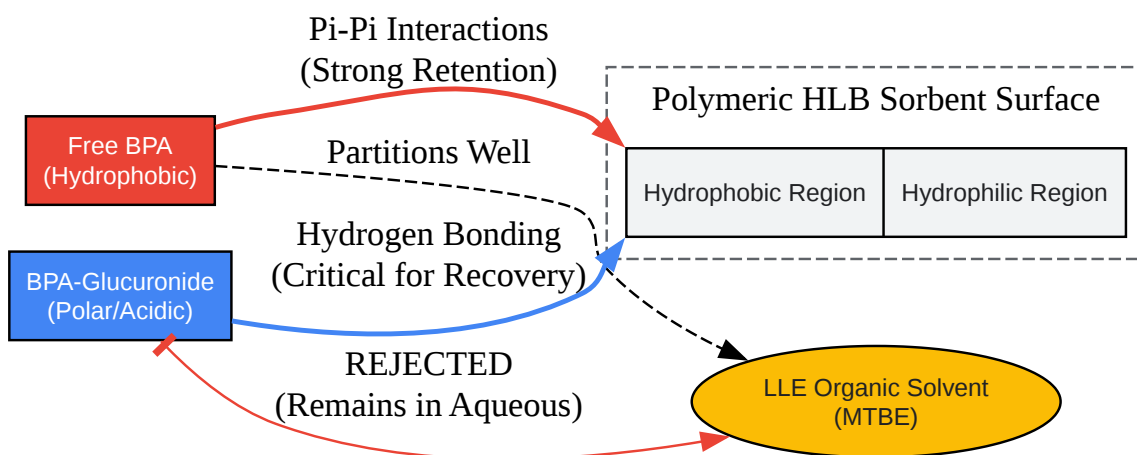 Pi-Pi Interactions
(Strong Retention)
Polymeric HLB Sorbent Surface
Free BPA
(Hydrophobic)
Partitions Well
Hydrophobic Region
Hydrophilic Region
Hydrogen Bonding
(Critical for Recovery)
BPA-Glucuronide
(Polar/Acidic)
REJECTED
(Remains in Aqueous)
LLE Organic Solvent
(MTBE)